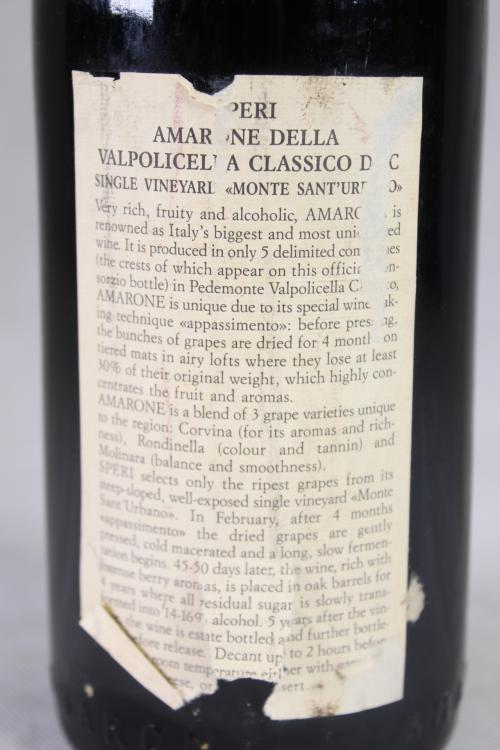 PERI
AMAR NE DELLA
VALPOLICEL A CLASSICO D C
SINGLE VINEYARD «MONTE SANT'UR O»
Very rich, fruity and alcoholic, AMARO is
renowned as Italy's biggest and most uni ed
wine. It is produced in only 5 delimited com nes
(the crests of which appear on this officia on-
sorzio bottle) in Pedemonte Valpolicella C o,
AMARONE is unique due to its special wine ak-
ing technique «appassimento»: before pres ng,
the bunches of grapes are dried for 4 month on
tiered mats in airy lofts where they lose at least
30% of their original weight, which highly con-
centrates the fruit and aromas.
AMARONE is a blend of 3 grape varieties unique
to the region: Corvina (for its aromas and rich-
ness), Rondinella (colour and tannin) and
Molinara (balance and smoothness).
SPERI selects only the ripest grapes from its
steep-sloped, well-exposed single vineyard «Monte
Sant'Urbano». In February, after 4 months
«appassimento» the dried grapes are gently
pressed, cold macerated and a long, slow fermen-
tation begins. 45-50 days later, the wine, rich with
intense berry aromas, is placed in oak barrels for
4 years where all residual sugar is slowly trans-
formed into 14-16% alcohol. 5 years after the vin-
the wine is estate bottled and further bottle-
before release. Decant up to 2 hours before
room temperature either with
ese, or sert.